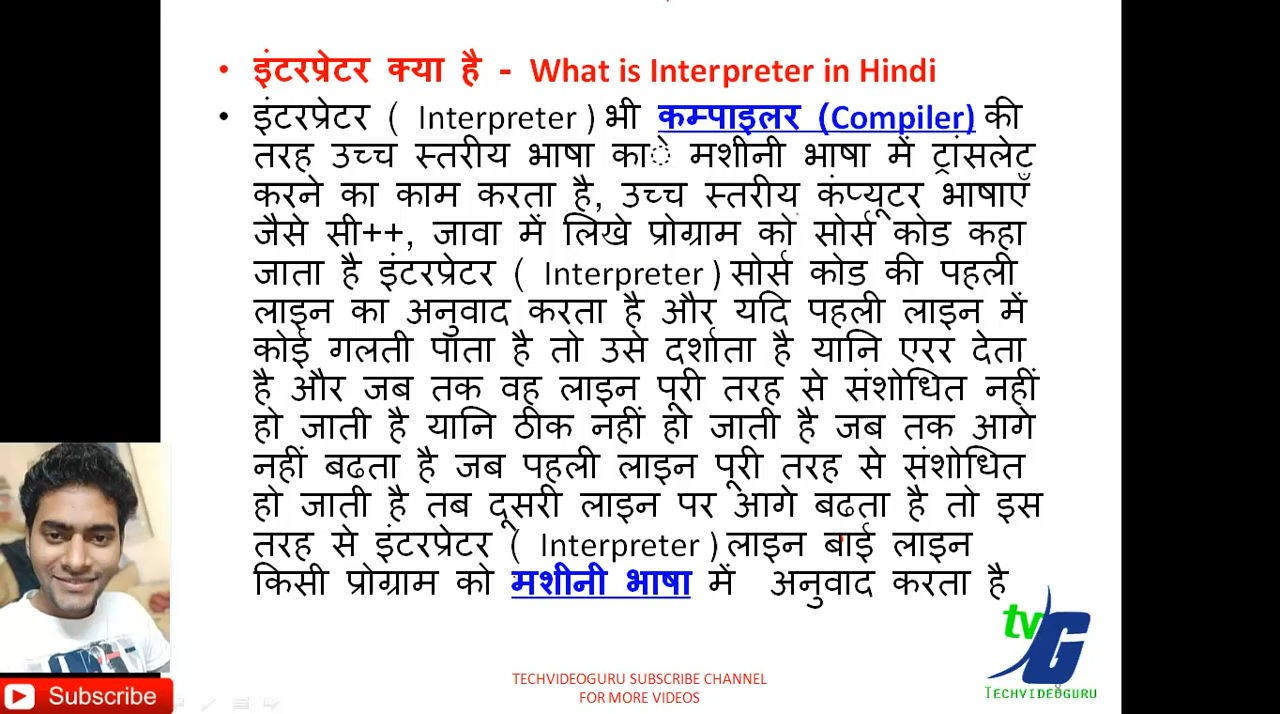 इंटरप्रेटर क्या है - What is Interpreter in Hindi
इंटरप्रेटर ( Interpreter ) भी कम्पाइलर (Compiler) की
तरह उच्च स्तरीय भाषा काे मशीनी भाषा में ट्रांसलेट
करने का काम करता है, उच्च स्तरीय कंप्यूटर भाषाएँ
जैसे सी++, जावा में लिखे प्रोग्राम को सोर्स कोड कहा
जाता है इंटरप्रेटर ( Interpreter ) सोर्स कोड की पहली
लाइन का अनुवाद करता है और यदि पहली लाइन में
कोई गलती पाता है तो उसे दर्शाता है यानि एरर देता
है और जब तक वह लाइन पूरी तरह से संशोधित नहीं
हो जाती है यानि ठीक नहीं हो जाती है जब तक आगे
नहीं बढता है जब पहली लाइन पूरी तरह से संशोधित
हो जाती है तब दूसरी लाइन पर आगे बढता है तो इस
तरह से इंटरप्रेटर ( Interpreter ) लाइन बाई लाइन
किसी प्रोग्राम को मशीनी भाषा में अनुवाद करता है
tvG
TECHVIDEOGURU
TECHVIDEOGURU SUBSCRIBE CHANNEL
FOR MORE VIDEOS
Subscribe